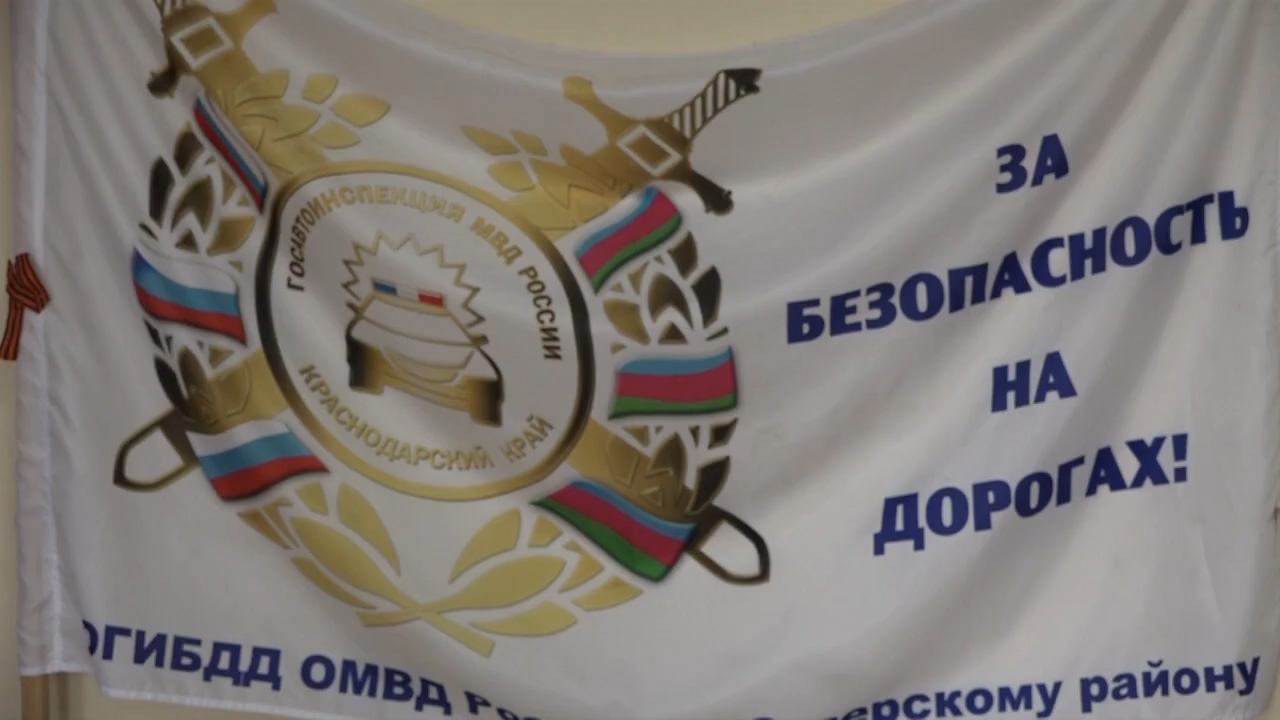 ГОСАВТОИНСПЕКЦИЯ МВД РОССИИ
КРАСНОДАРСКИЙ КРАЙ
ЗА
БЕЗОПАСНОСТЬ
НА
ДОРОГАХ!
ОГИБДД ОМВД району